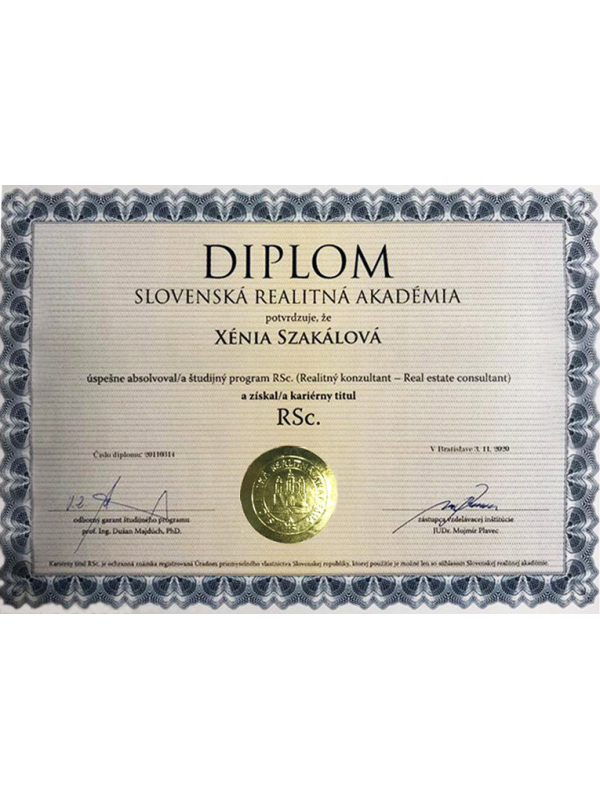 DIPLOM
SLOVENSKÁ REALITNÁ AKADÉMIA
potvrdzuje, že
XÉNIA SZAKÁLOVÁ
úspešne absolvoval/a študijný program RSc. (Realitný konzultant – Real estate consultant)
a získal/a kariérny titul
RSc.
Číslo diplomu: 20110314
V Bratislave 3. 11. 2020
odborný garant študijného programu
prof. Ing. Dušan Majdúch, PhD.
zástupca vzdelávacej inštitúcie
JUDr. Mojmír Plavec
Kariérny titul RSC. je ochranná známka registrovaná Úradom priemyselného vlastníctva Slovenskej republiky, ktorej použitie je možné len so súhlasom Slovenskej realitnej akadémie.